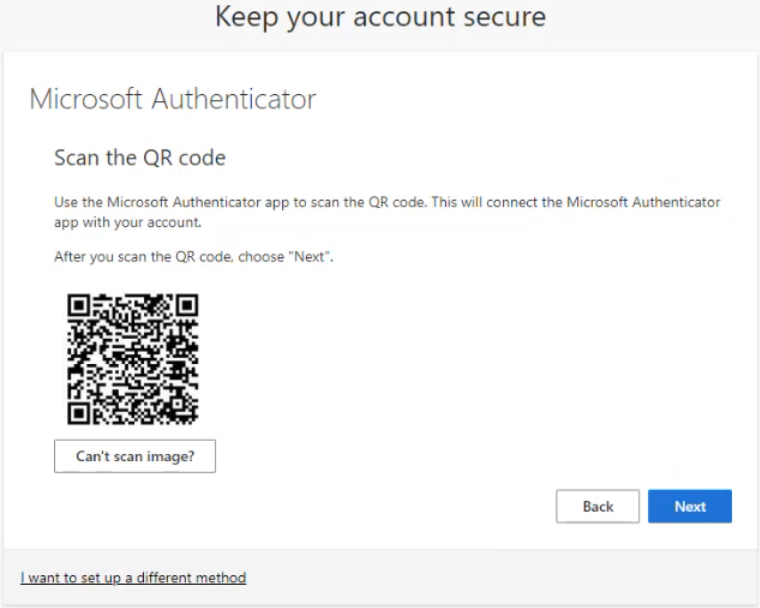 Keep your account secure
Microsoft Authenticator
Scan the QR code
Use the Microsoft Authenticator app to scan the QR code. This will connect the Microsoft Authenticator
app with your account.
After you scan the QR code, choose "Next".
Can't scan image?
Back
Next
I want to set up a different method